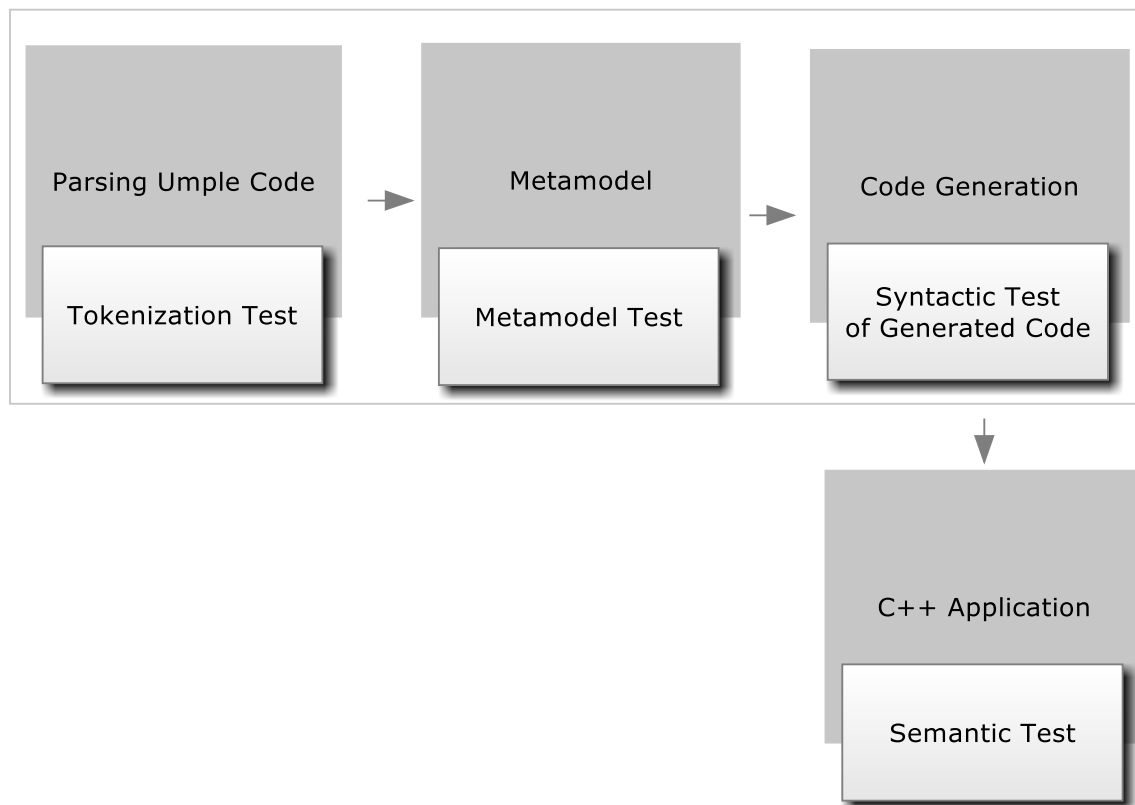 Parsing Umple Code
Tokenization Test
Metamodel
Metamodel Test
Code Generation
Syntactic Test
of Generated Code
C++ Application
Semantic Test